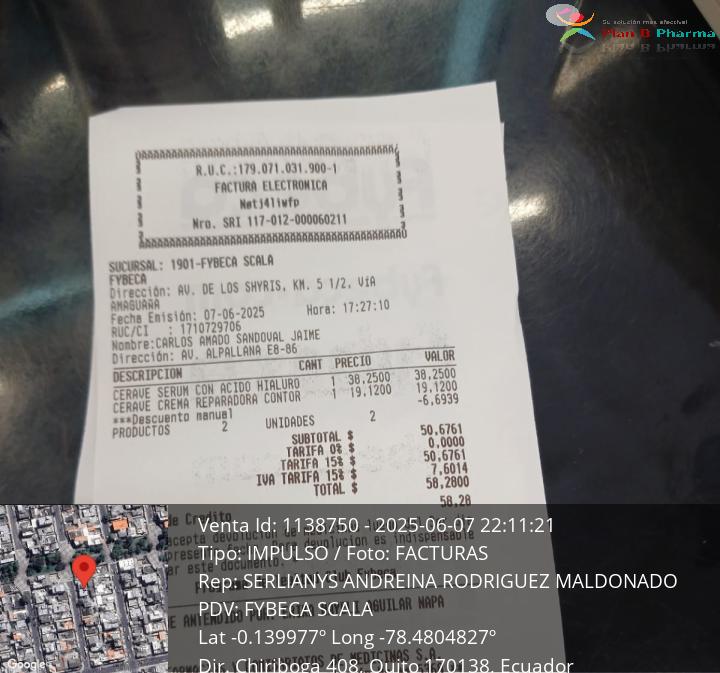 Su solución más efectiva!
Plan B Pharma
R.U.C.:179.071.031.900-1
FACTURA ELECTRONICA
Netj4liwfp
Nro. SRI 117-012-000060211
SUCURSAL: 1901-FYBECA SCALA
FYBECA
Dirección: AV. DE LOS SHYRIS, KM. 5 1/2, VíA
AMAGUAÑA
Fecha Emisión: 07-06-2025 Hora: 17:27:10
RUC/CI : 1710729706
Nombre:CARLOS AMADO SANDOVAL JAIME
Dirección: AV. ALPALLANA E8-86
DESCRIPCION CANT PRECIO VALOR
CERAVE SERUM CON ACIDO HIALURO 1 38,2500 38,2500
CERAVE CREMA REPARADORA CONTOR 1 19,1200 19,1200
***Descuento manual -6,6939
PRODUCTOS 2 UNIDADES 2
SUBTOTAL $ 50,6761
TARIFA 0% $ 0,0000
TARIFA 15% $ 50,6761
IVA TARIFA 15% $ 7,6014
TOTAL $ 58,2800
58,28
de Credito
Venta Id: 1138750 - 2025-06-07 22:11:21
Tipo: IMPULSO / Foto: FACTURAS
Rep: SERLIANYS ANDREINA RODRIGUEZ MALDONADO
PDV: FYBECA SCALA
Lat -0.139977° Long -78.4804827°
Dir. Chiriboga 408, Quito 170138, Ecuador
Google